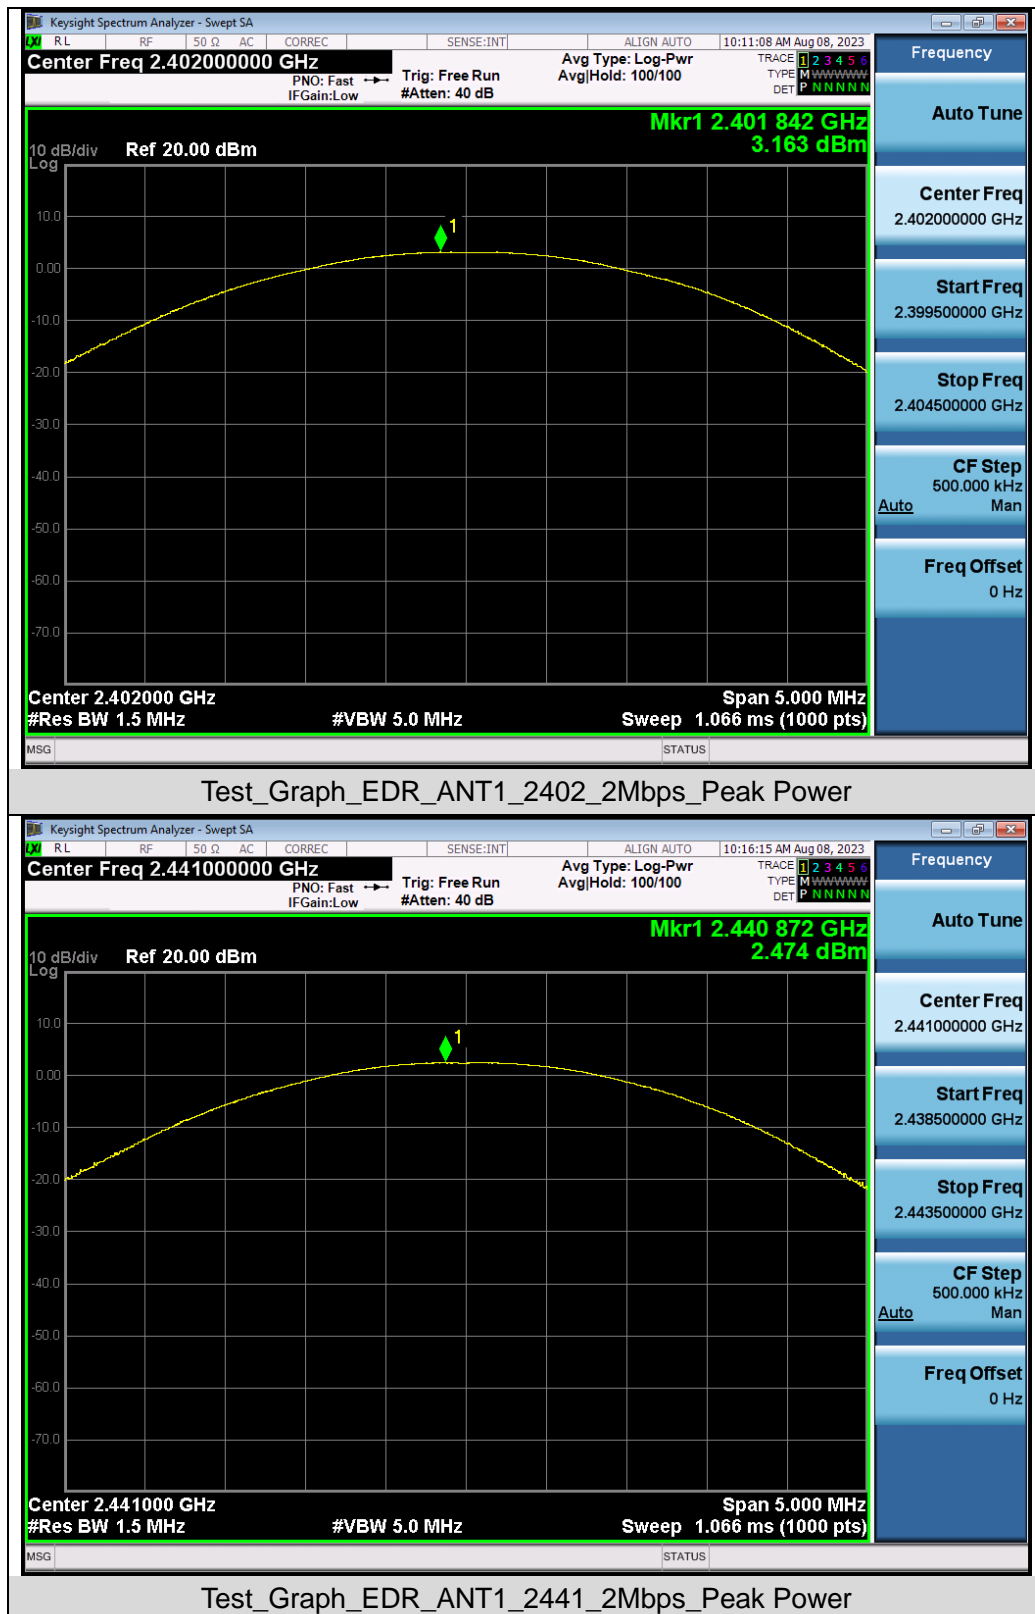 Keysight Spectrum Analyzer - Swept SA
LXI RL RF 50 Ω AC CORREC SENSE:INT ALIGN AUTO 10:11:08 AM Aug 08, 2023
Center Freq 2.402000000 GHz
PNO: Fast
IFGain:Low
Trig: Free Run
#Atten: 40 dB
Avg Type: Log-Pwr
Avg|Hold: 100/100
TRACE 1 2 3 4 5 6
TYPE M W W W W W
DET P N N N N N
Mkr1 2.401 842 GHz
3.163 dBm
10 dB/div Ref 20.00 dBm
Log
10.0
1
0.00
-10.0
-20.0
-30.0
-40.0
-50.0
-60.0
-70.0
Center 2.402000 GHz Span 5.000 MHz
#Res BW 1.5 MHz #VBW 5.0 MHz Sweep 1.066 ms (1000 pts)
MSG STATUS
Frequency
Auto Tune
Center Freq
2.402000000 GHz
Start Freq
2.399500000 GHz
Stop Freq
2.404500000 GHz
CF Step
500.000 kHz
Auto Man
Freq Offset
0 Hz
Test_Graph_EDR_ANT1_2402_2Mbps_Peak Power
Keysight Spectrum Analyzer - Swept SA
LXI RL RF 50 Ω AC CORREC SENSE:INT ALIGN AUTO 10:16:15 AM Aug 08, 2023
Center Freq 2.441000000 GHz
PNO: Fast
IFGain:Low
Trig: Free Run
#Atten: 40 dB
Avg Type: Log-Pwr
Avg|Hold: 100/100
TRACE 1 2 3 4 5 6
TYPE M W W W W W
DET P N N N N N
Mkr1 2.440 872 GHz
2.474 dBm
10 dB/div Ref 20.00 dBm
Log
10.0
1
0.00
-10.0
-20.0
-30.0
-40.0
-50.0
-60.0
-70.0
Center 2.441000 GHz Span 5.000 MHz
#Res BW 1.5 MHz #VBW 5.0 MHz Sweep 1.066 ms (1000 pts)
MSG STATUS
Frequency
Auto Tune
Center Freq
2.441000000 GHz
Start Freq
2.438500000 GHz
Stop Freq
2.443500000 GHz
CF Step
500.000 kHz
Auto Man
Freq Offset
0 Hz
Test_Graph_EDR_ANT1_2441_2Mbps_Peak Power